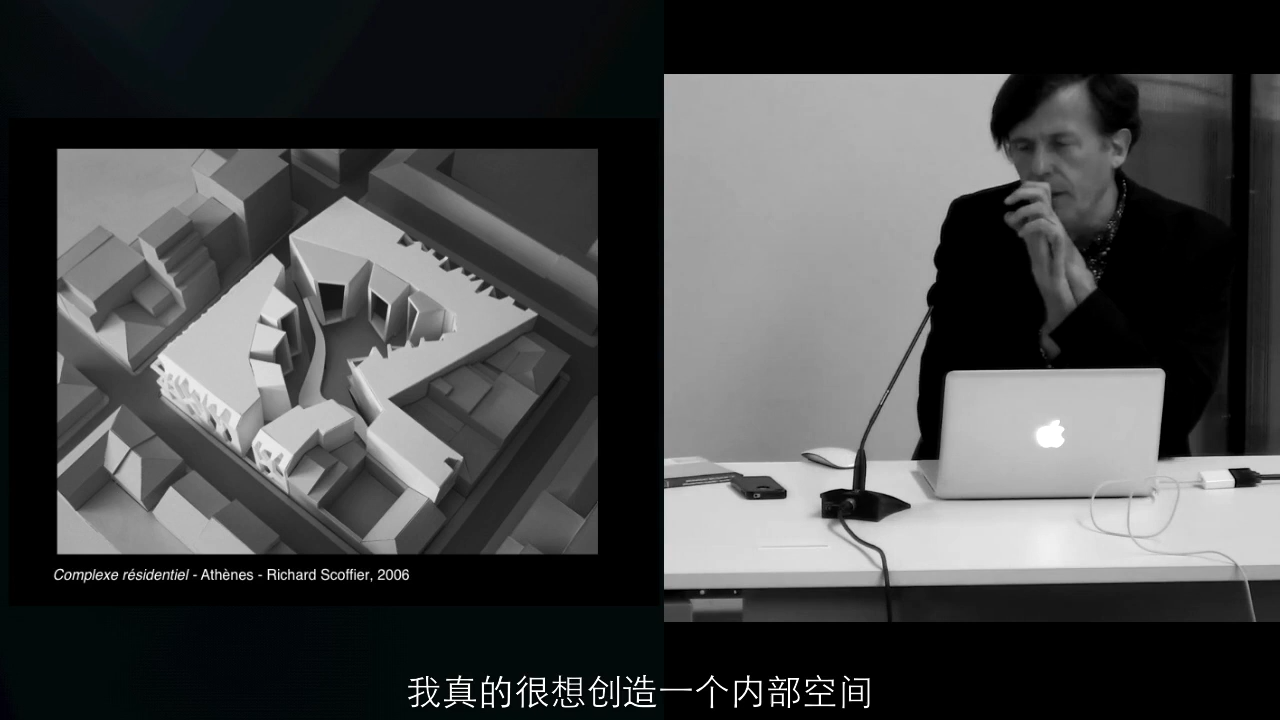 Complexe résidentiel - Athènes - Richard Scoffier, 2006
我真的很想创造一个内部空间